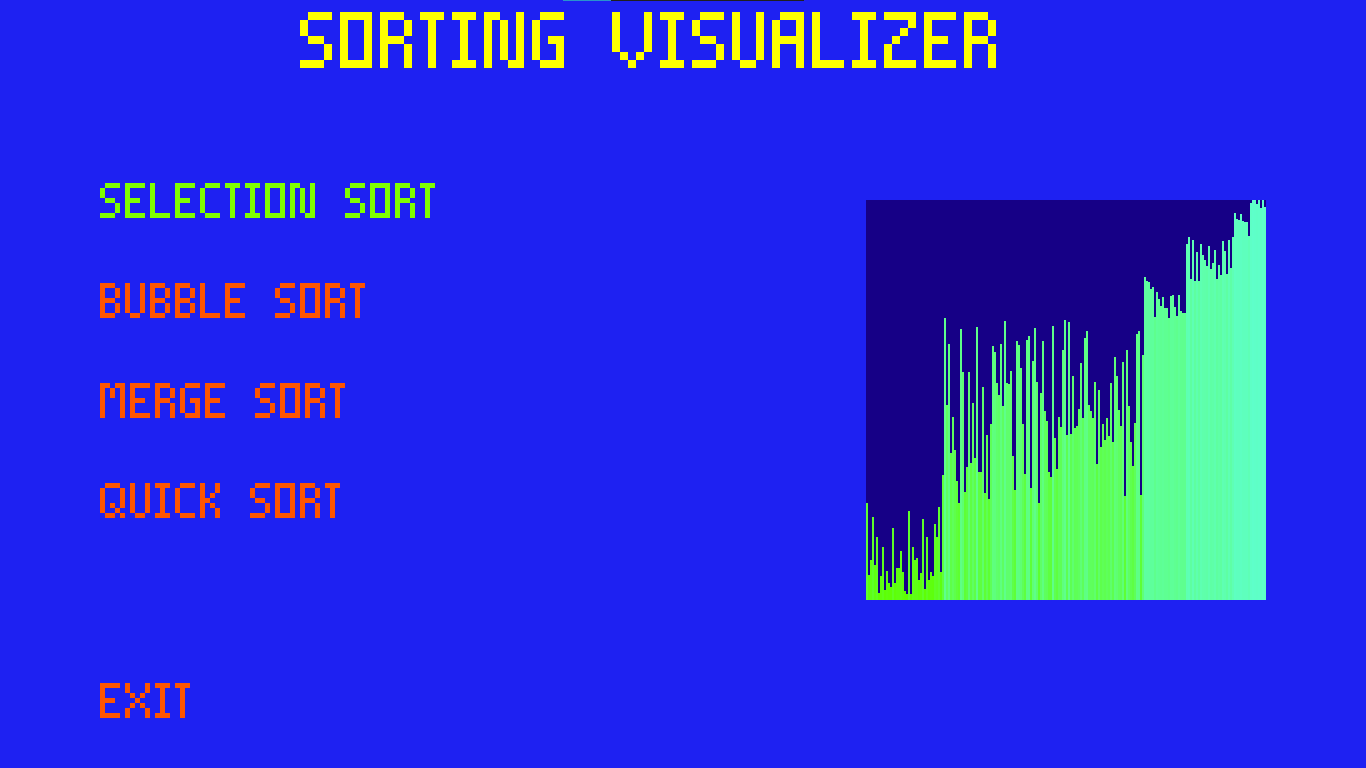 SORTING VISUALIZER
SELECTION SORT
BUBBLE SORT
MERGE SORT
QUICK SORT
EXIT